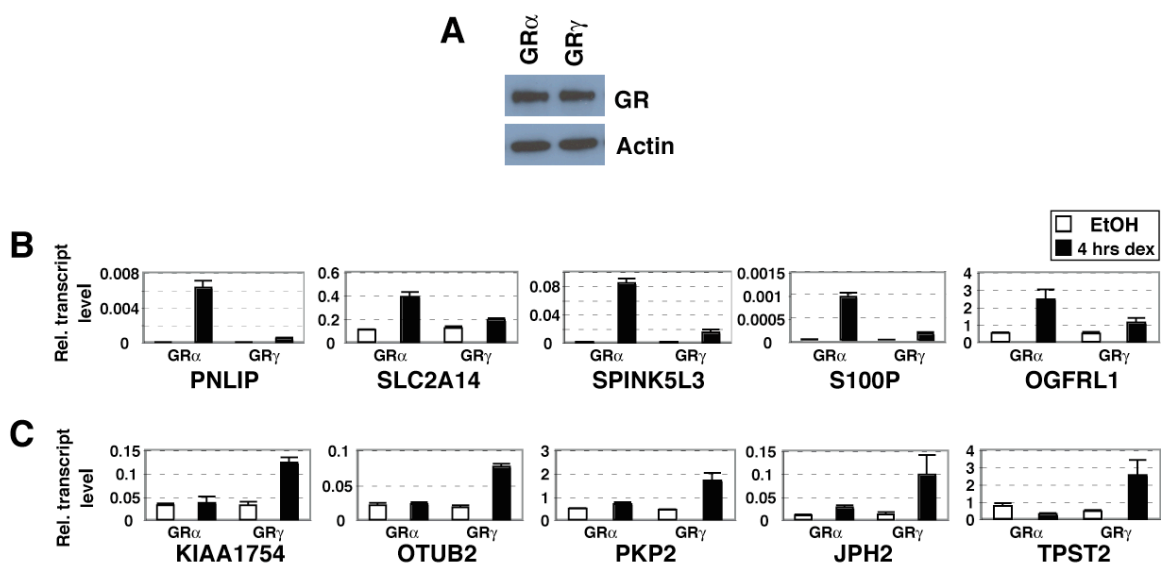 A
GRα GRγ
GR
Actin
B
EtOH
4 hrs dex
Rel. transcript
level
0.008
0.004
0
GRα GRγ
PNLIP
0.6
0.4
0.2
0
GRα GRγ
SLC2A14
0.08
0.04
0
GRα GRγ
SPINK5L3
0.0015
0.001
0.0005
0
GRα GRγ
S100P
4
3
2
1
0
GRα GRγ
OGFRL1
C
Rel. transcript
level
0.15
0.1
0.05
0
GRα GRγ
KIAA1754
0.1
0.05
0
GRα GRγ
OTUB2
3
2
1
0
GRα GRγ
PKP2
0.15
0.1
0.05
0
GRα GRγ
JPH2
4
3
2
1
0
GRα GRγ
TPST2